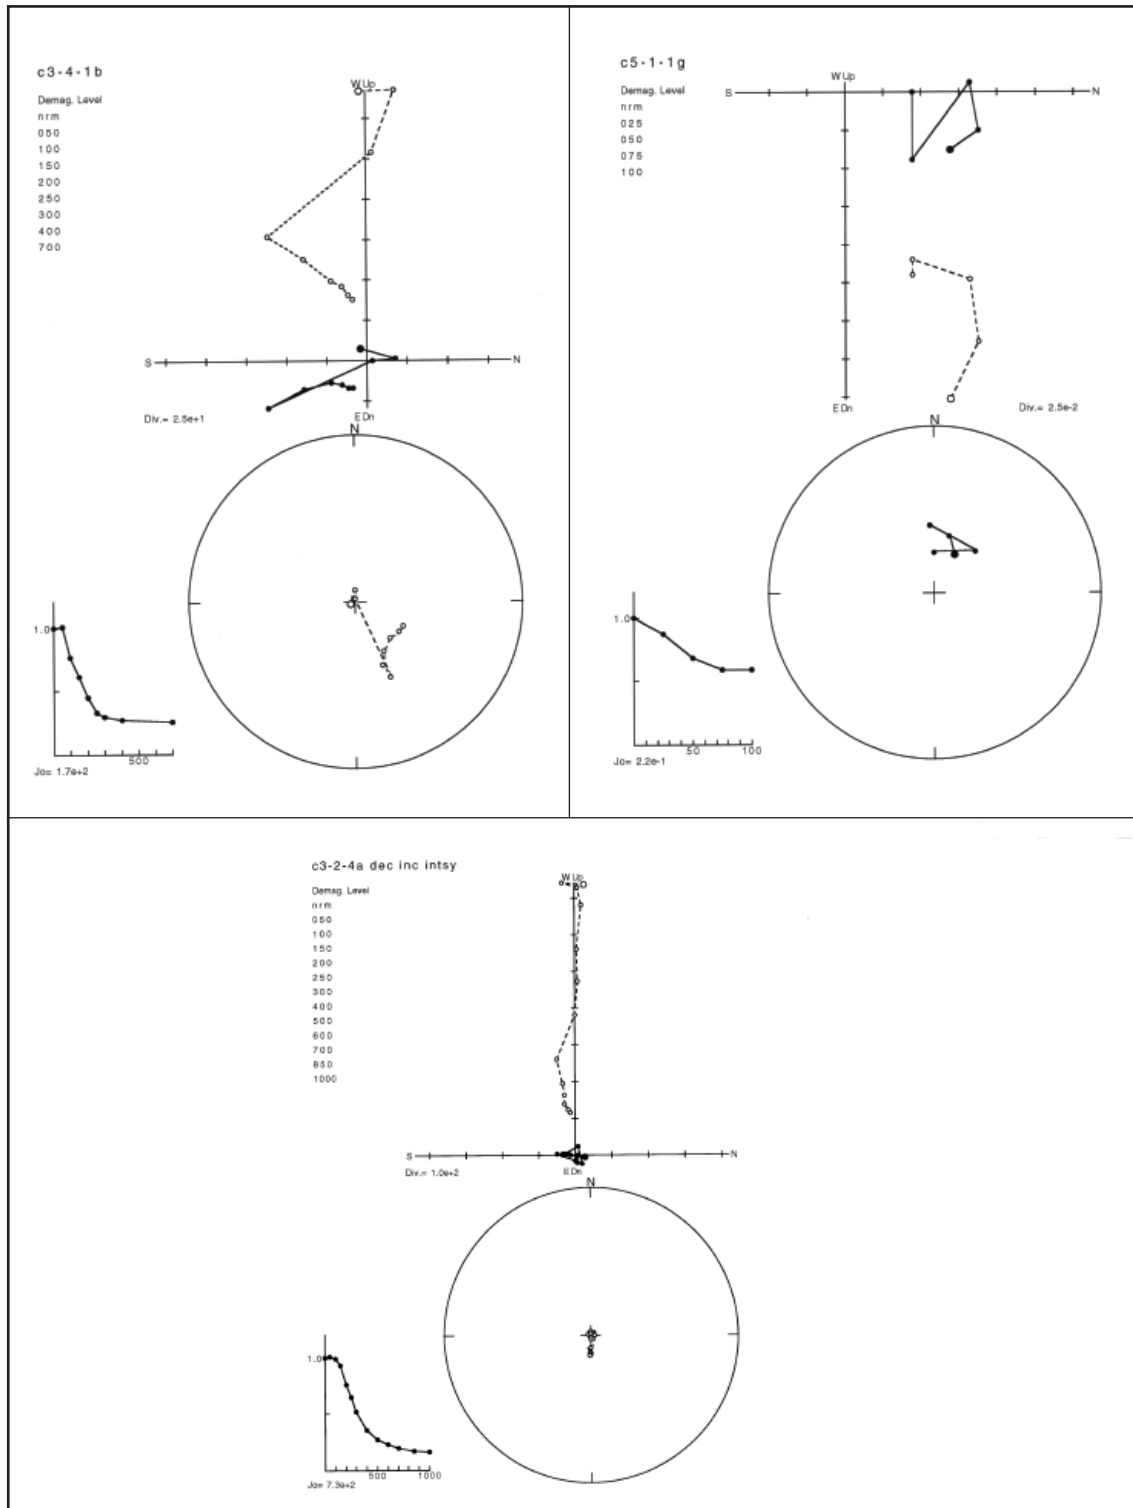 c3-4-1b
Demag. Level
nrm
050
100
150
200
250
300
400
700
W Up
S
N
E Dn
Div.= 2.5e+1
N
1.0
500
Jo= 1.7e+2
c5-1-1g
Demag. Level
nrm
025
050
075
100
W Up
S
N
E Dn
Div.= 2.5e-2
N
1.0
50 100
Jo= 2.2e-1
c3-2-4a dec inc intsy
Demag. Level
nrm
050
100
150
200
250
300
400
500
600
700
850
1000
W Up
S
N
Div.= 1.0e+2
E Dn
N
1.0
500 1000
Jo= 7.3e+2